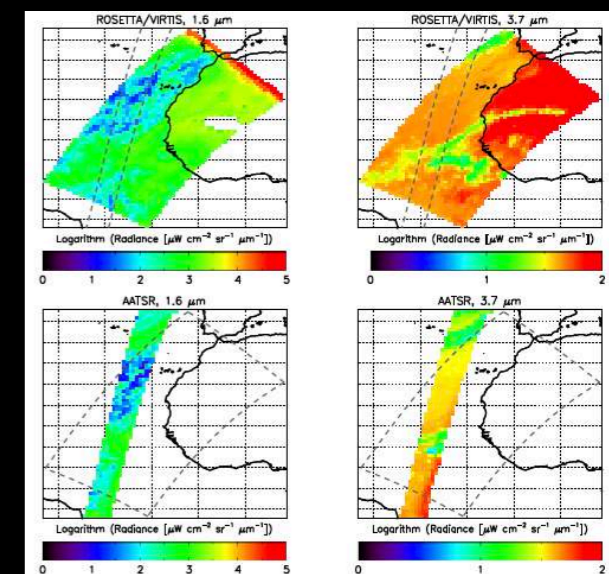 ROSETTA/VIRTIS, 1.6 μm
ROSETTA/VIRTIS, 3.7 μm
Logarithm (Radiance [μW cm⁻² sr⁻¹ μm⁻¹])
Logarithm (Radiance [μW cm⁻² sr⁻¹ μm⁻¹])
0 1 2 3 4 5
0 1 2
AATSR, 1.6 μm
AATSR, 3.7 μm
Logarithm (Radiance [μW cm⁻² sr⁻¹ μm⁻¹])
Logarithm (Radiance [μW cm⁻² sr⁻¹ μm⁻¹])
0 1 2 3 4 5
0 1 2